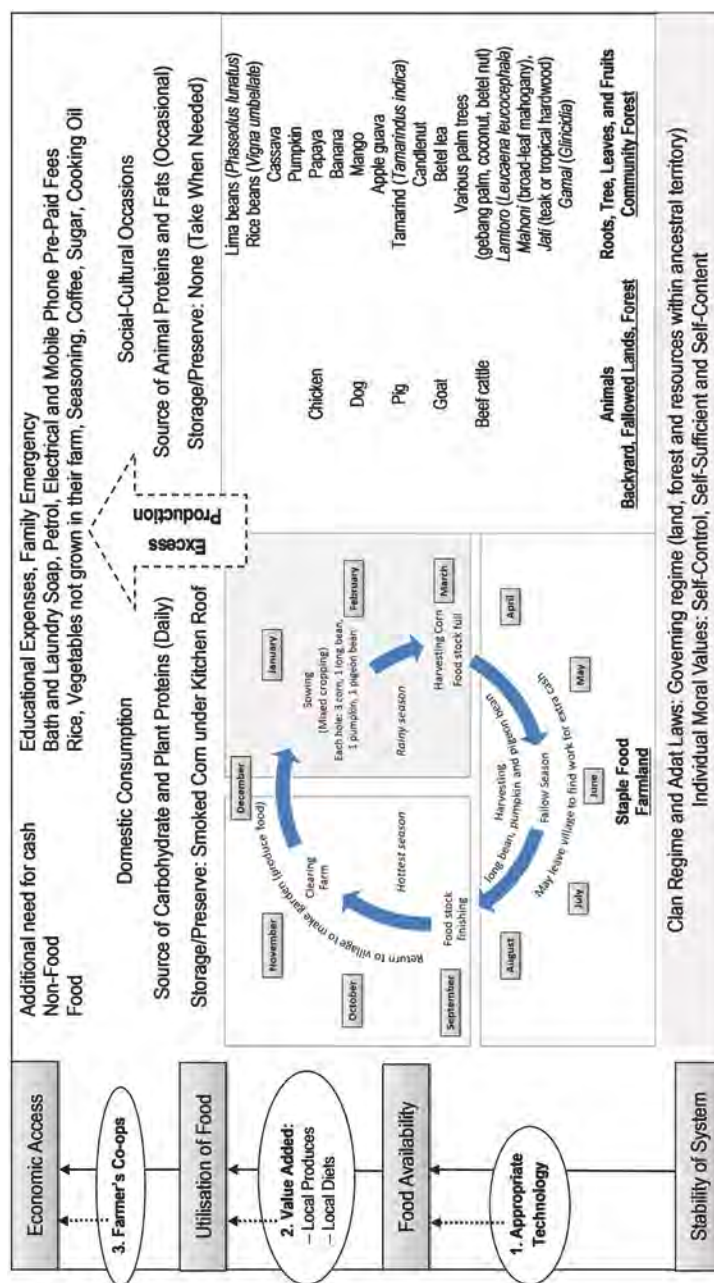 Economic Access
3. Farmer's Co-ops
Utilisation of Food
2. Value Added:
– Local Produces
– Local Diets
Food Availability
1. Appropriate
Technology
Stability of System
Additional need for cash
Non-Food
Food
Educational Expenses, Family Emergency
Bath and Laundry Soap, Petrol, Electrical and Mobile Phone Pre-Paid Fees
Rice, Vegetables not grown in their farm, Seasoning, Coffee, Sugar, Cooking Oil
Excess
Production
Domestic Consumption
Source of Carbohydrate and Plant Proteins (Daily)
Storage/Preserve: Smoked Corn under Kitchen Roof
Social-Cultural Occasions
Source of Animal Proteins and Fats (Occasional)
Storage/Preserve: None (Take When Needed)
December
January
February
March
April
May
June
July
August
September
October
November
Sowing
(Mixed cropping)
Each hole: 3 corn, 1 long bean,
1 pumpkin, 1 pigeon bean
Rainy season
Harvesting Corn
Food stock full
Harvesting
long bean, pumpkin and pigeon bean
Fallow Season
May leave village to find work for extra cash
Staple Food
Farmland
Food stock
finishing
Hottest season
Clearing
Farm
Return to village to make garden (produce food)
Chicken
Dog
Pig
Goat
Beef cattle
Animals
Backyard, Fallowed Lands, Forest
Lima beans (Phaseolus lunatus)
Rice beans (Vigna umbellate)
Cassava
Pumpkin
Papaya
Banana
Mango
Apple guava
Tamarind (Tamarindus indica)
Candlenut
Betel lea
Various palm trees
(gebang palm, coconut, betel nut)
Lamtoro (Leucaena leucocephala)
Mahoni (broad-leaf mahogany),
Jati (teak or tropical hardwood)
Gamal (Gliricidia)
Roots, Tree, Leaves, and Fruits
Community Forest
Clan Regime and Adat Laws: Governing regime (land, forest and resources within ancestral territory)
Individual Moral Values: Self-Control, Self-Sufficient and Self-Content